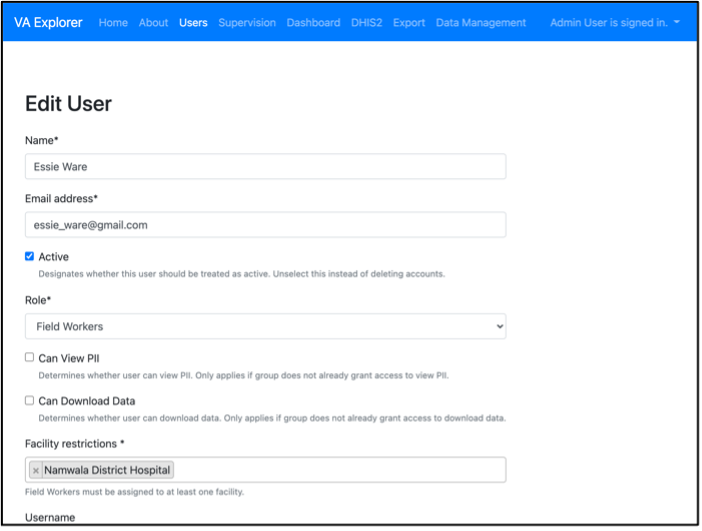 VA Explorer Home About Users Supervision Dashboard DHIS2 Export Data Management Admin User is signed in.
Edit User
Name*
Essie Ware
Email address*
essie_ware@gmail.com
Active
Designates whether this user should be treated as active. Unselect this instead of deleting accounts.
Role*
Field Workers
Can View PII
Determines whether user can view PII. Only applies if group does not already grant access to view PII.
Can Download Data
Determines whether user can download data. Only applies if group does not already grant access to download data.
Facility restrictions *
× Namwala District Hospital
Field Workers must be assigned to at least one facility.
Username